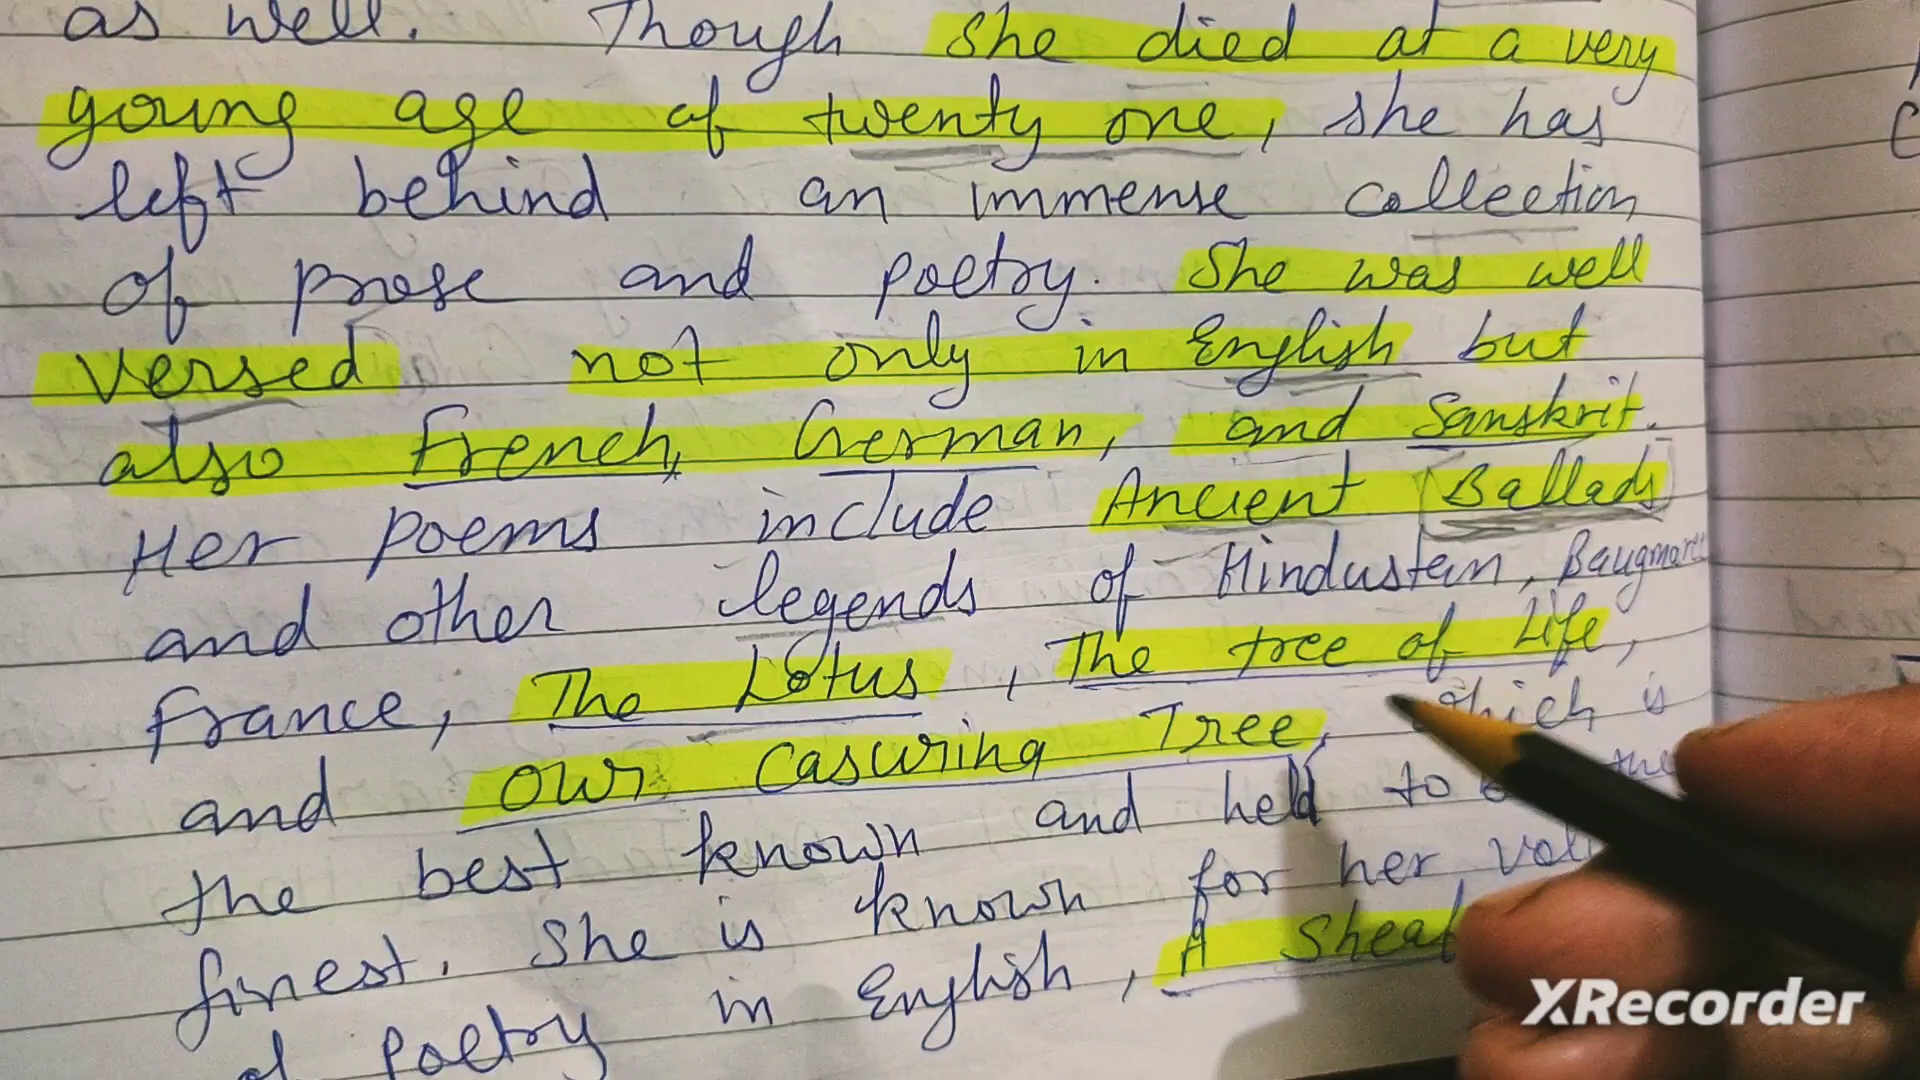 as well. Though she died at a very
young age of twenty one, she has
left behind an immense collection
of prose and poetry. She was well
versed not only in English but
also French, German, and Sanskrit.
Her poems include Ancient Ballads
and other legends of Hindustan, Baugmaree
France, The Lotus, The tree of Life,
and our casuring Tree, which is
the best known and held to the
finest. She is known for her
of poetry in English, A Sheaf
XRecorder